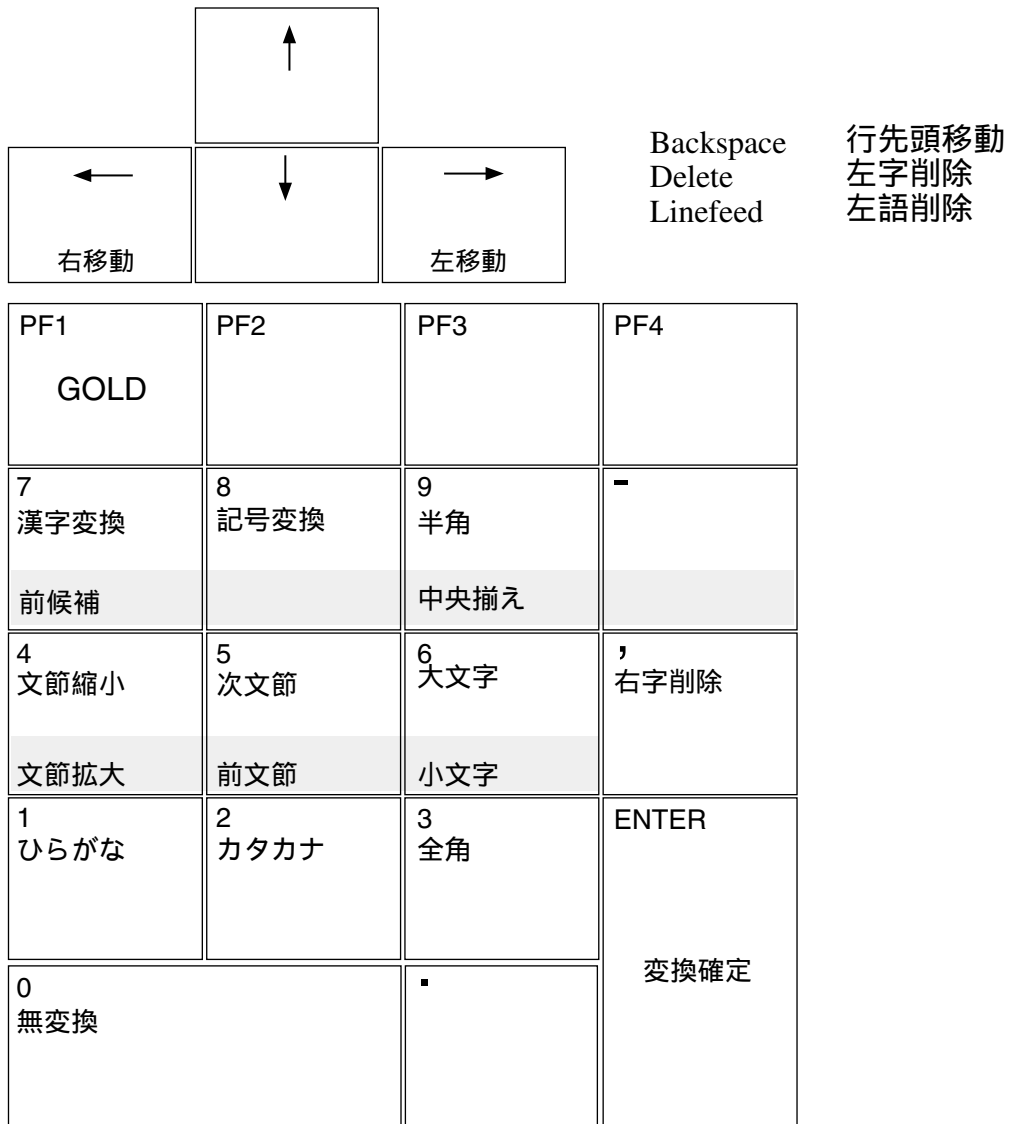 Backspace 行先頭移動
Delete 左字削除
Linefeed 左語削除
右移動 左移動
PF1 PF2 PF3 PF4
GOLD
7 8 9 -
漢字変換 記号変換 半角
前候補 中央揃え
4 5 6 ,
文節縮小 次文節 大文字 右字削除
文節拡大 前文節 小文字
1 2 3 ENTER
ひらがな カタカナ 全角
変換確定
0 .
無変換